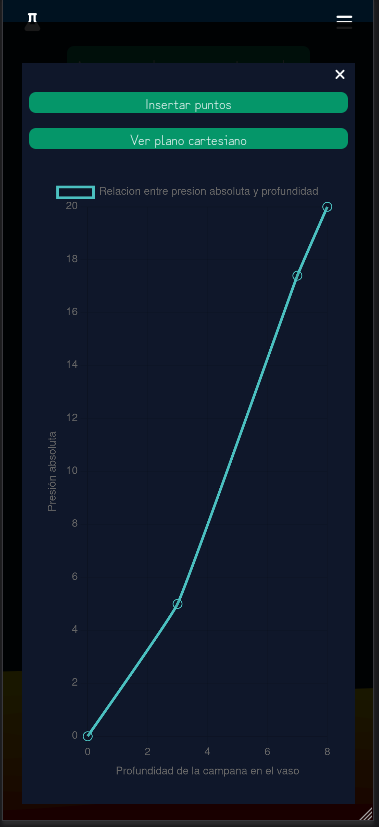 π
×
Insertar puntos
Ver plano cartesiano
Relacion entre presion absoluta y profundidad
20
18
16
14
12
10
8
6
4
2
0
Presión absoluta
0 2 4 6 8
Profundidad de la campana en el vaso